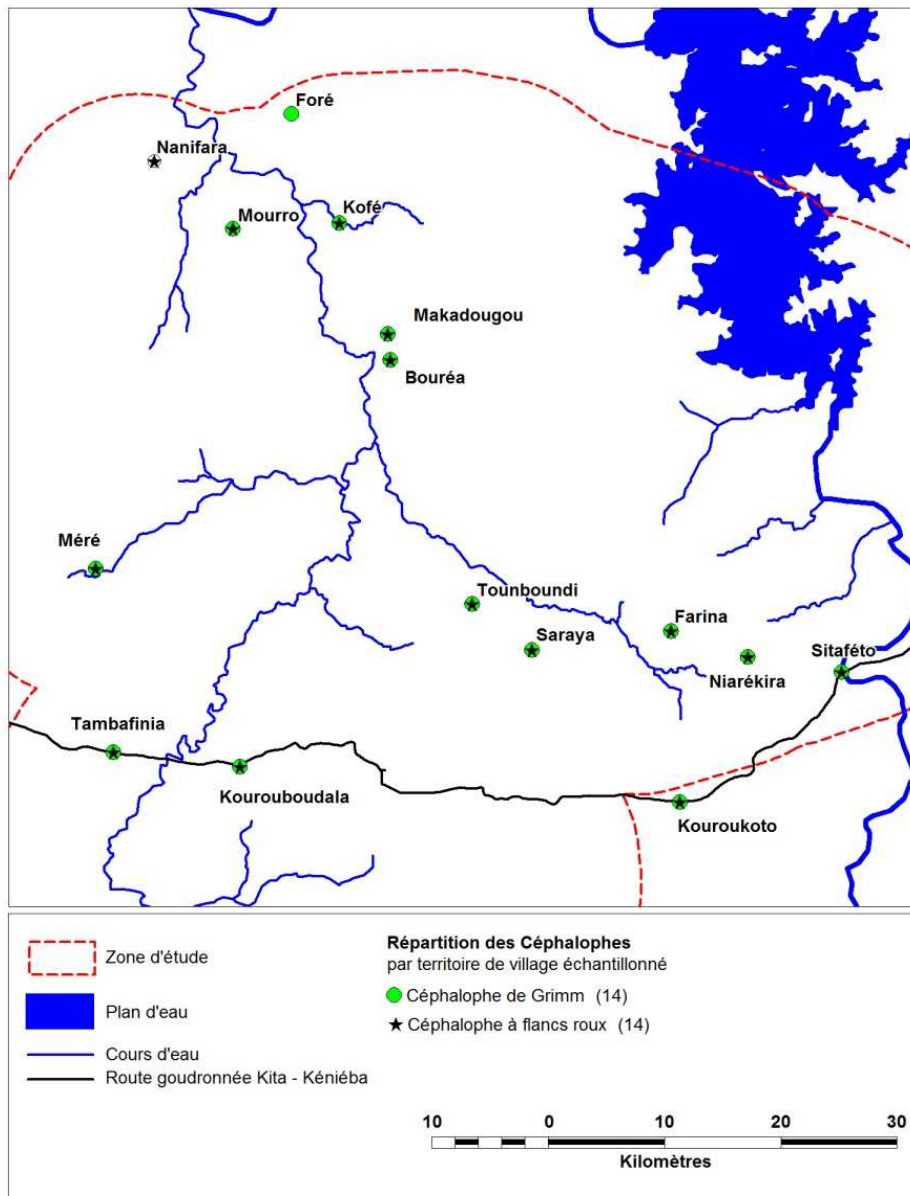 Foré
Nanifara
Mourro
Kofé
Makadougou
Bouréa
Méré
Tounboundi
Farina
Saraya
Sitaféto
Niarékira
Tambafinia
Kourouboudala
Kouroukoto
Zone d'étude
Plan d'eau
Cours d'eau
Route goudronnée Kita - Kéniéba
Répartition des Céphalophes
par territoire de village échantillonné
Céphalophe de Grimm (14)
Céphalophe à flancs roux (14)
10 0 10 20 30
Kilomètres